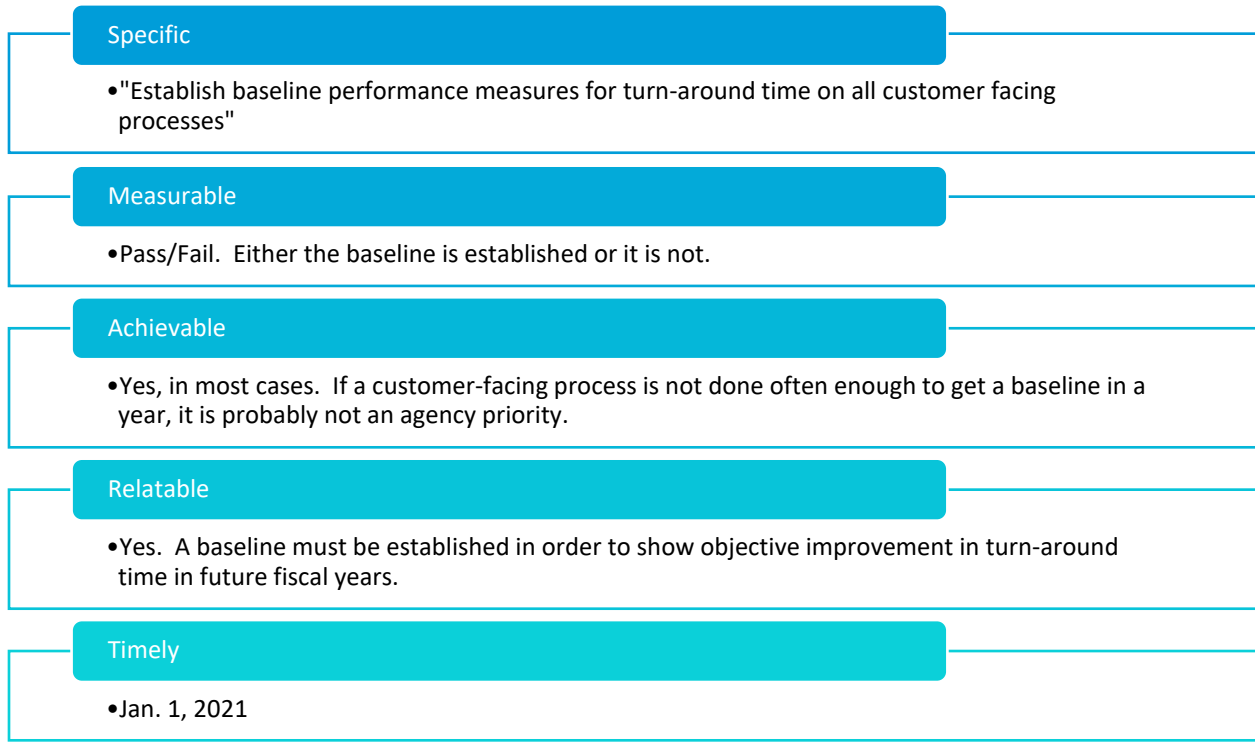 Specific
•"Establish baseline performance measures for turn-around time on all customer facing
processes"
Measurable
•Pass/Fail.  Either the baseline is established or it is not.
Achievable
•Yes, in most cases.  If a customer-facing process is not done often enough to get a baseline in a
year, it is probably not an agency priority.
Relatable
•Yes.  A baseline must be established in order to show objective improvement in turn-around
time in future fiscal years.
Timely
•Jan. 1, 2021